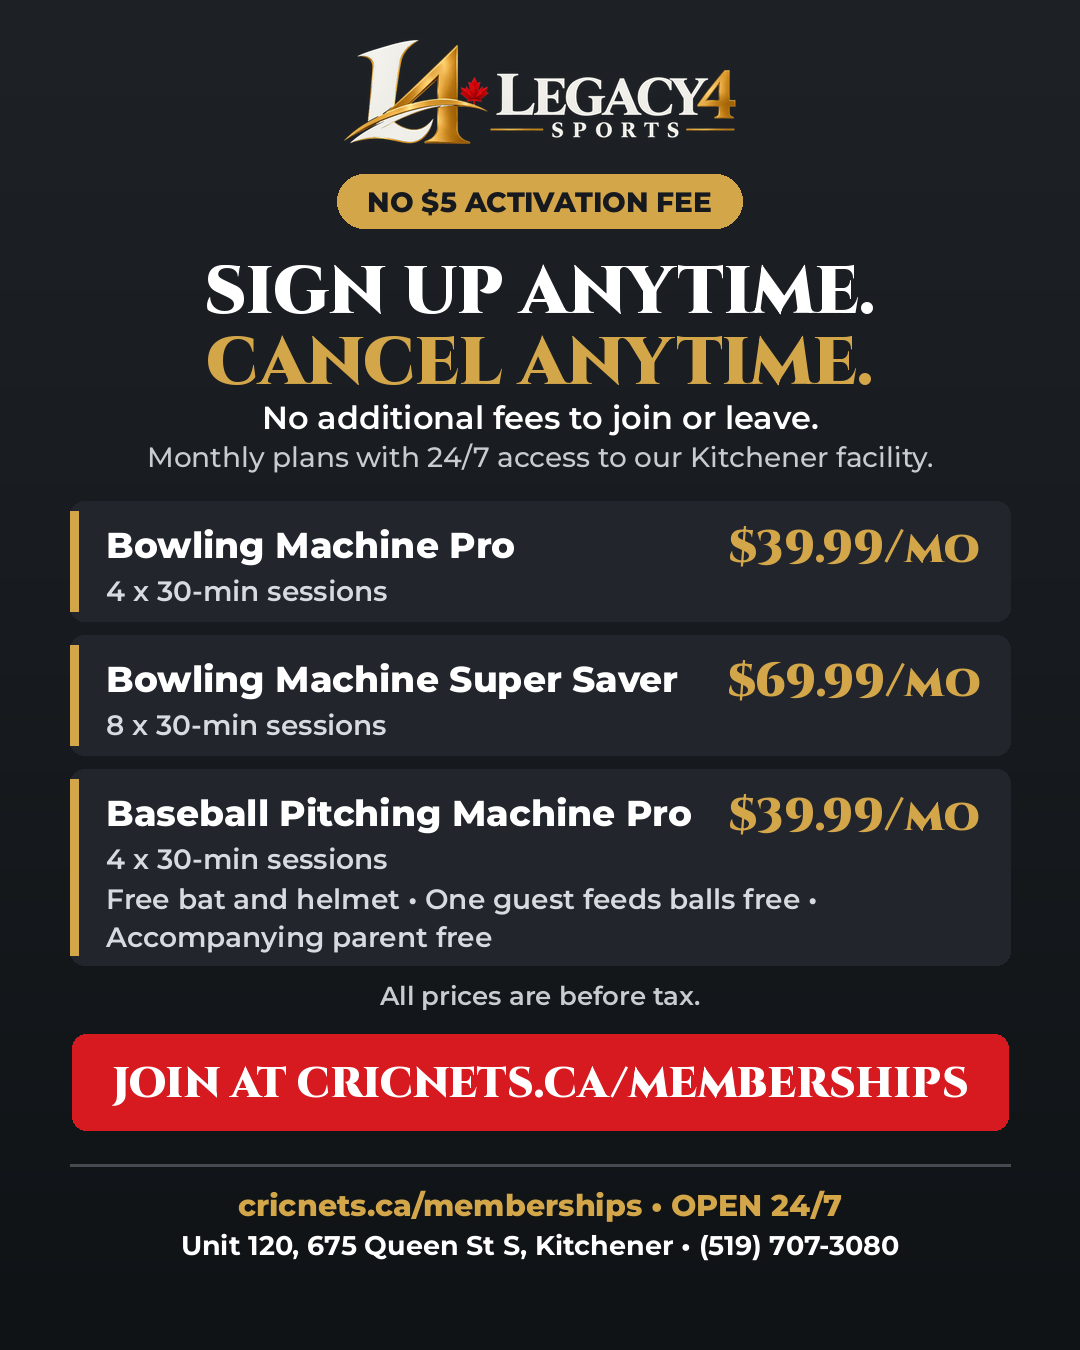 LA LEGACY4
SPORTS
NO $5 ACTIVATION FEE
SIGN UP ANYTIME.
CANCEL ANYTIME.
No additional fees to join or leave.
Monthly plans with 24/7 access to our Kitchener facility.
Bowling Machine Pro $39.99/MO
4 x 30-min sessions
Bowling Machine Super Saver $69.99/MO
8 x 30-min sessions
Baseball Pitching Machine Pro $39.99/MO
4 x 30-min sessions
Free bat and helmet • One guest feeds balls free •
Accompanying parent free
All prices are before tax.
JOIN AT CRICNETS.CA/MEMBERSHIPS
cricnets.ca/memberships • OPEN 24/7
Unit 120, 675 Queen St S, Kitchener • (519) 707-3080